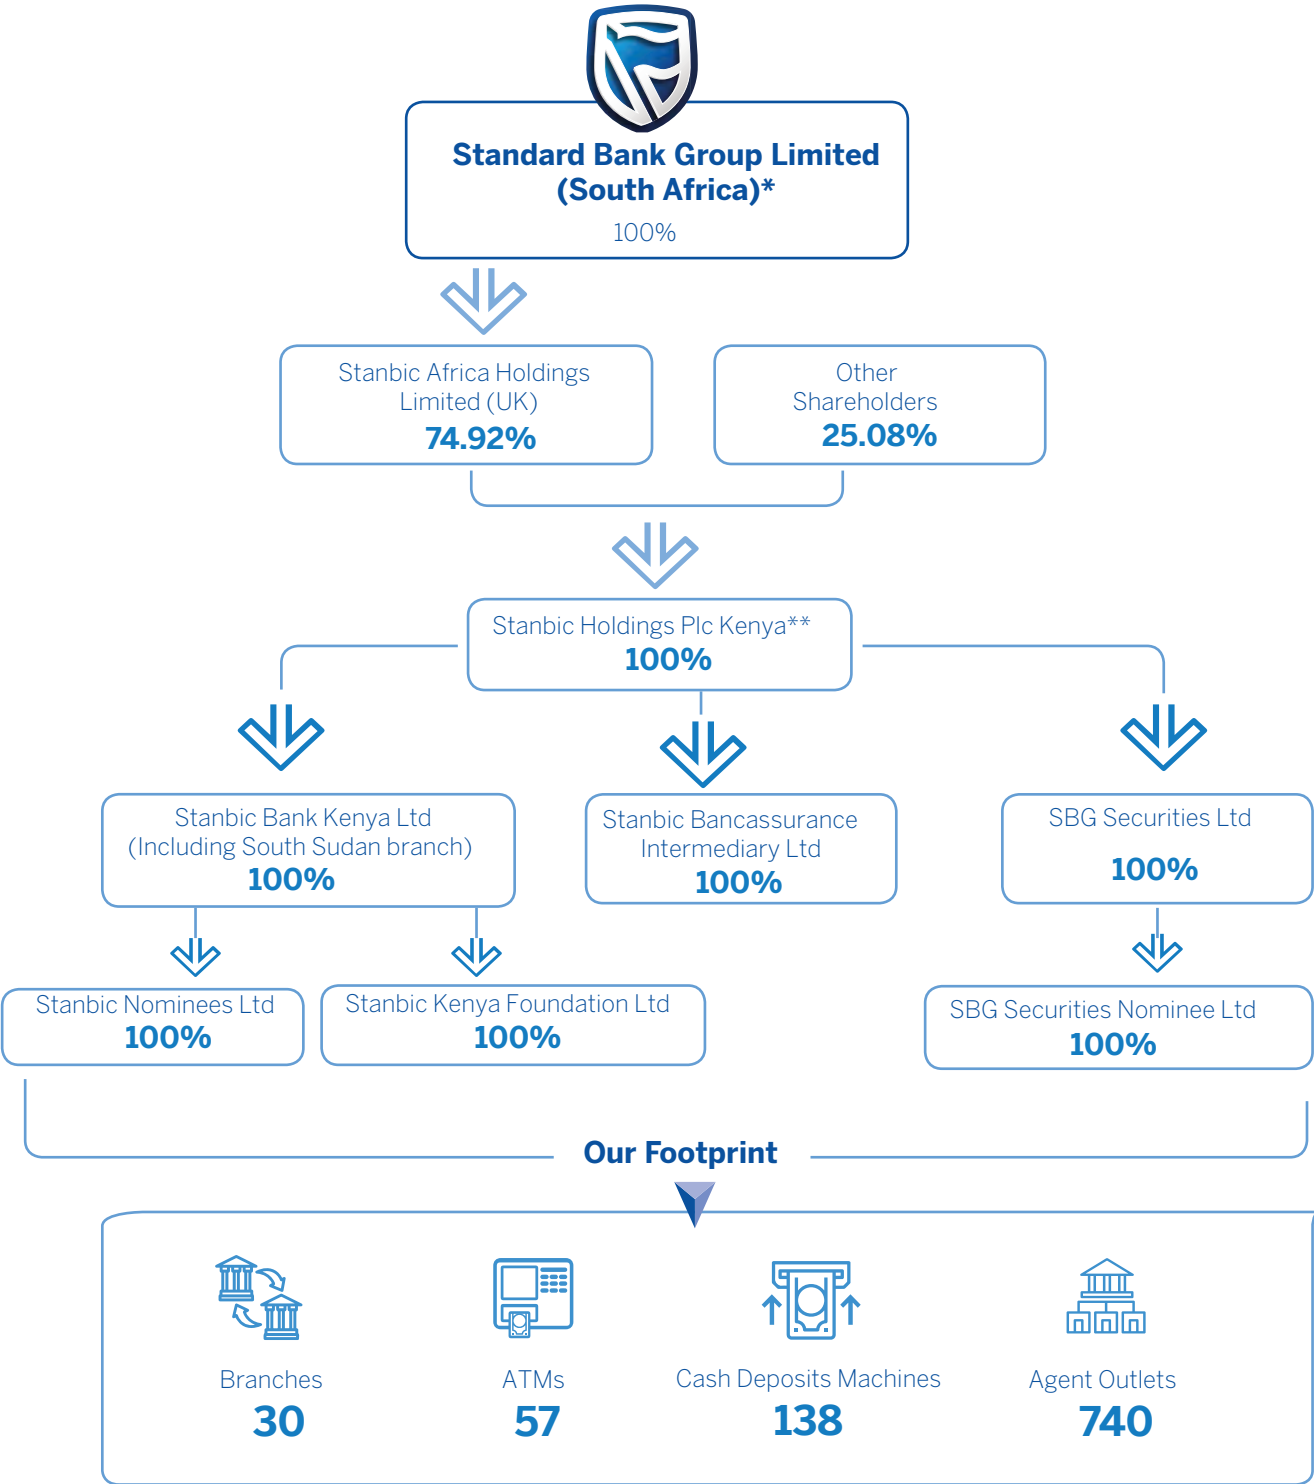 Standard Bank Group Limited
(South Africa)*
100%
Stanbic Africa Holdings
Limited (UK)
74.92%
Other
Shareholders
25.08%
Stanbic Holdings Plc Kenya**
100%
Stanbic Bank Kenya Ltd
(Including South Sudan branch)
100%
Stanbic Bancassurance
Intermediary Ltd
100%
SBG Securities Ltd
100%
Stanbic Nominees Ltd
100%
Stanbic Kenya Foundation Ltd
100%
SBG Securities Nominee Ltd
100%
Our Footprint
Branches
30
ATMs
57
Cash Deposits Machines
138
Agent Outlets
740